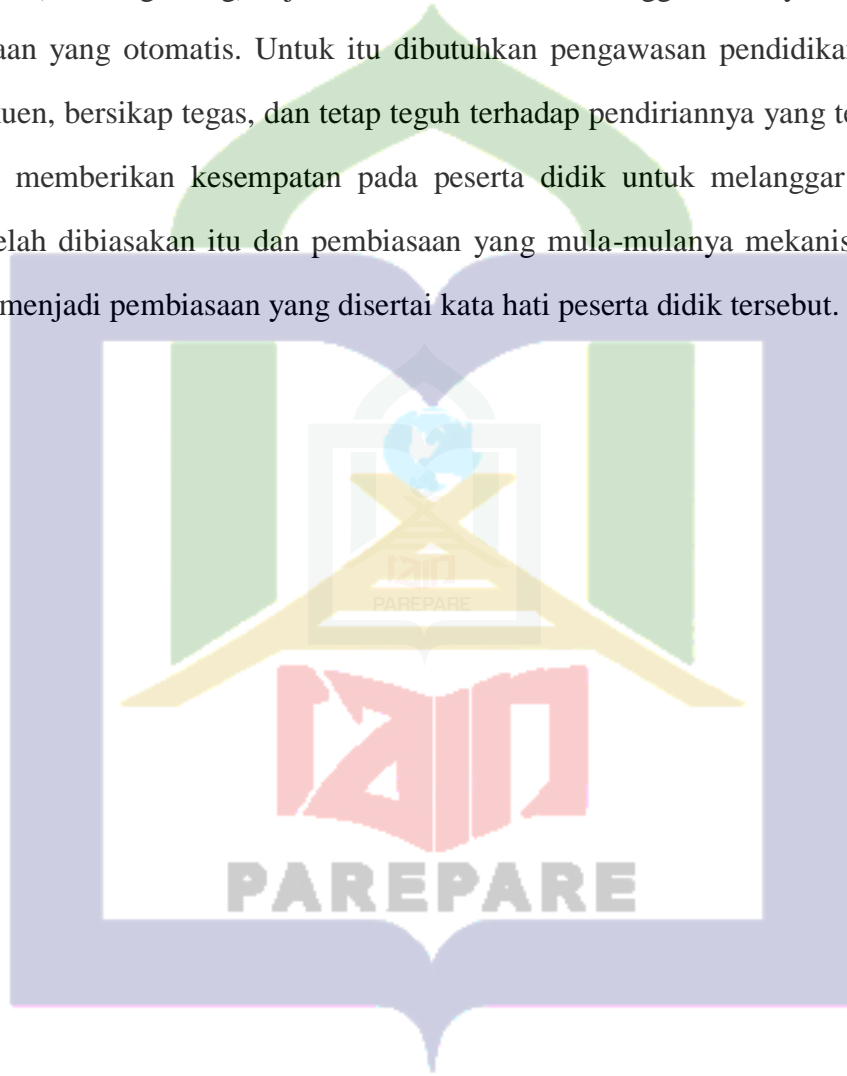 aan yang otomatis. Untuk itu dibutuhkan pengawasan pendidikan
uen, bersikap tegas, dan tetap teguh terhadap pendiriannya yang te
memberikan kesempatan pada peserta didik untuk melanggar
elah dibiasakan itu dan pembiasaan yang mula-mulanya mekanis
menjadi pembiasaan yang disertai kata hati peserta didik tersebut.
PAREPARE
iain
PAREPARE